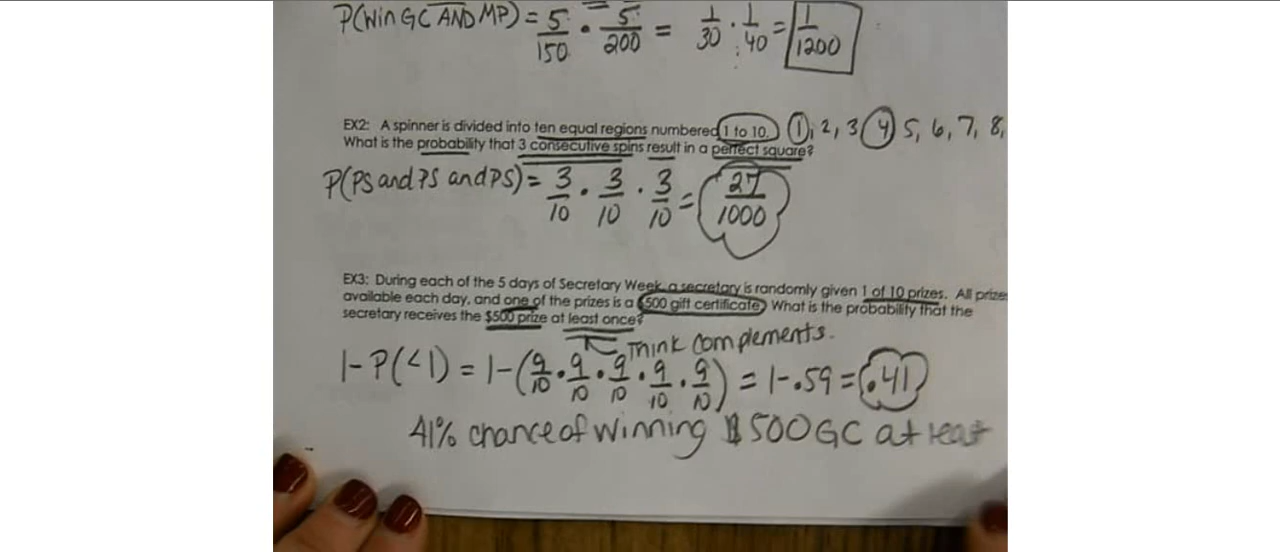 P(win GC AND MP) = 5/150 · 5/200 = 1/30 · 1/40 = 1/1200
EX2: A spinner is divided into ten equal regions numbered 1 to 10. 1, 2, 3 4, 5, 6, 7, 8,
What is the probability that 3 consecutive spins result in a perfect square?
P(PS and PS and PS) = 3/10 · 3/10 · 3/10 = 27/1000
EX3: During each of the 5 days of Secretary Week, a secretary is randomly given 1 of 10 prizes. All
available each day, and one of the prizes is a $500 gift certificate. What is the probability that the
secretary receives the $500 prize at least once?
Think complements.
1 - P(<1) = 1 - (9/10 · 9/10 · 9/10 · 9/10 · 9/10) = 1 - .59 = .41
41% chance of winning $500 GC at least